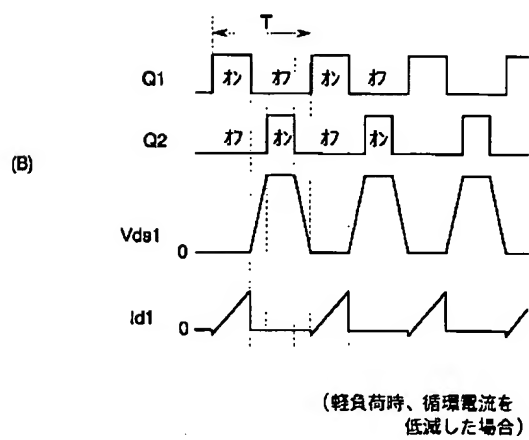 T
Q1 オン オフ オン オフ
Q2 オフ オン オフ オン
(B)
Vds1 0
Id1 0
(軽負荷時、循環電流を
低減した場合)